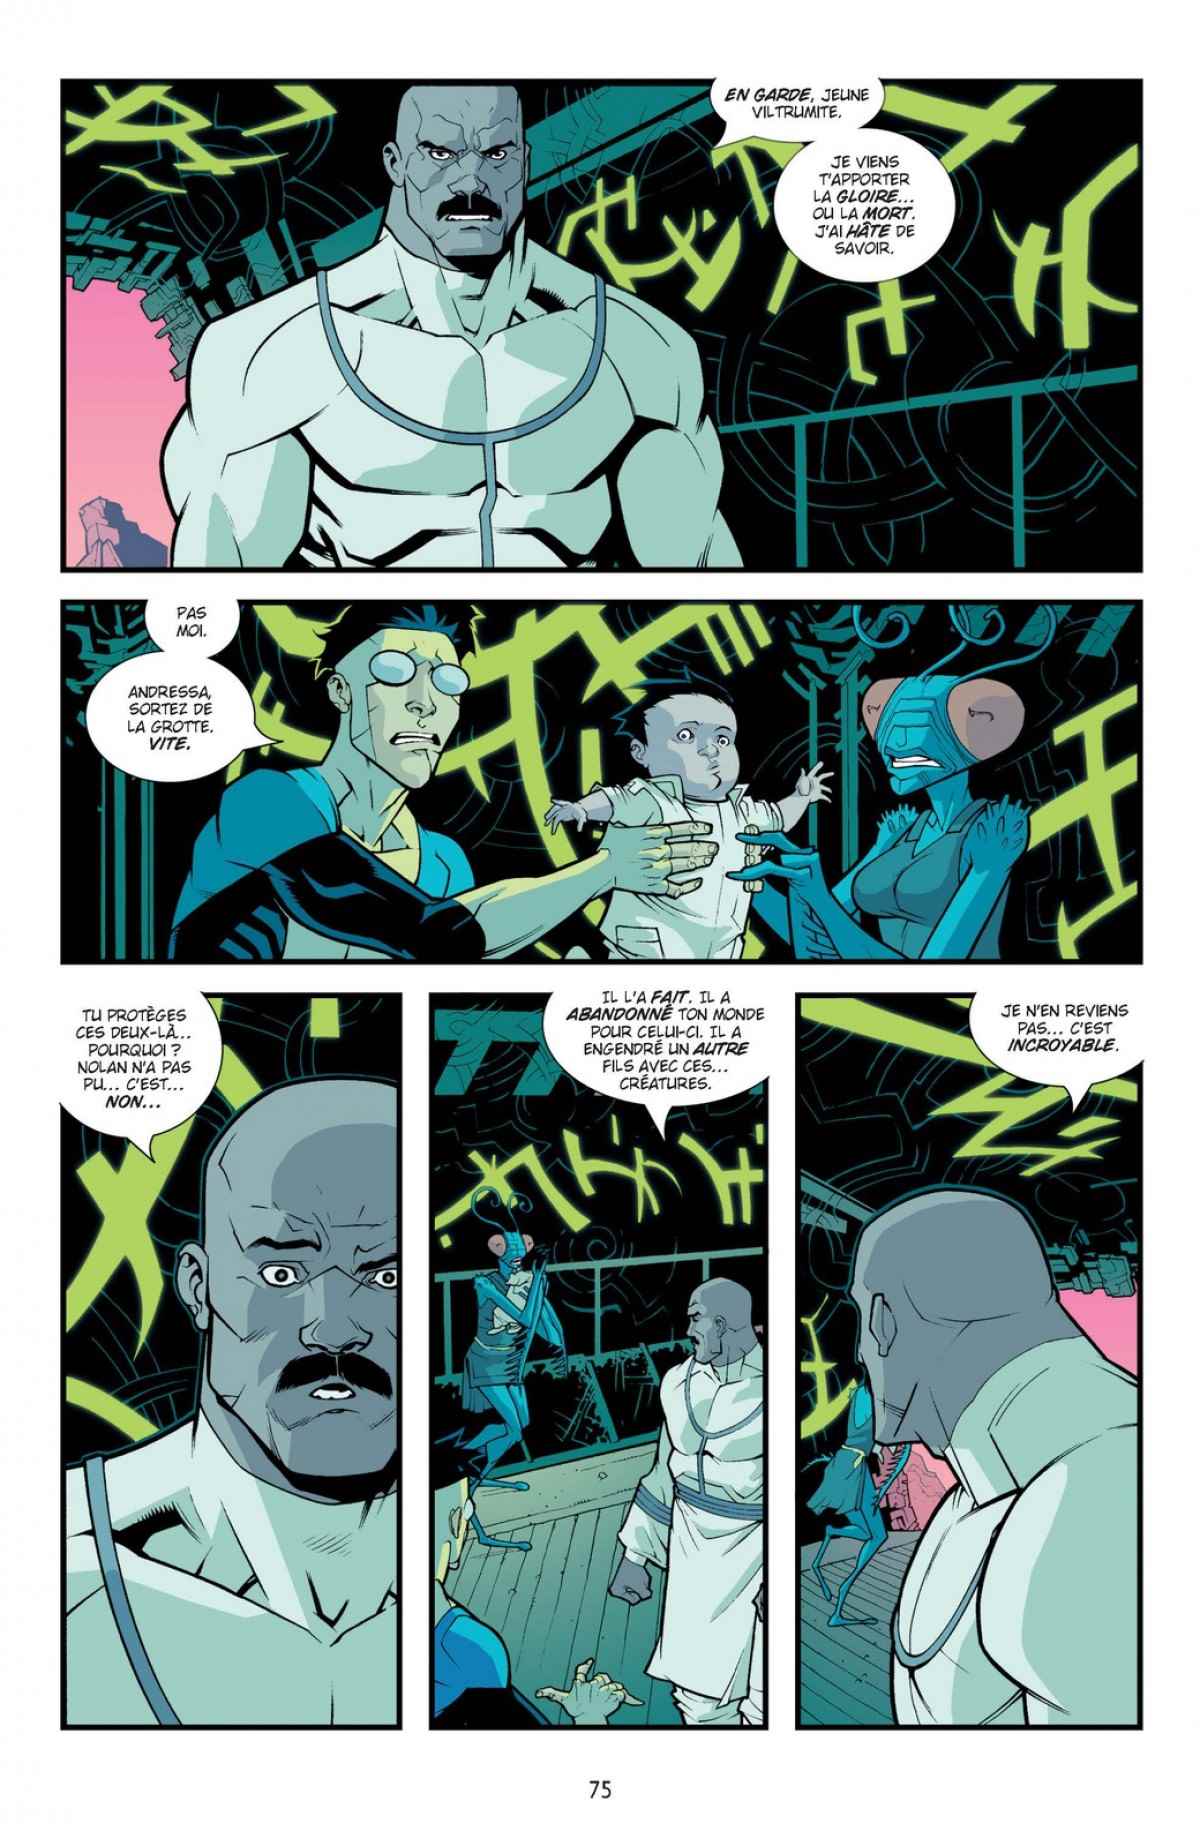 EN GARDE, JEUNE
VILTRUMITE.
JE VIENS
T'APPORTER
LA GLOIRE...
OU LA MORT.
J'AI HÂTE DE
SAVOIR.
PAS
MOI.
ANDRESSA,
SORTEZ DE
LA GROTTE.
VITE.
TU PROTÈGES
CES DEUX-LÀ...
POURQUOI ?
NOLAN N'A PAS
PU... C'EST...
NON...
IL L'A FAIT. IL A
ABANDONNÉ TON MONDE
POUR CELUI-CI. IL A
ENGENDRÉ UN AUTRE
FILS AVEC CES...
CRÉATURES.
JE N'EN REVIENS
PAS... C'EST
INCROYABLE.
75